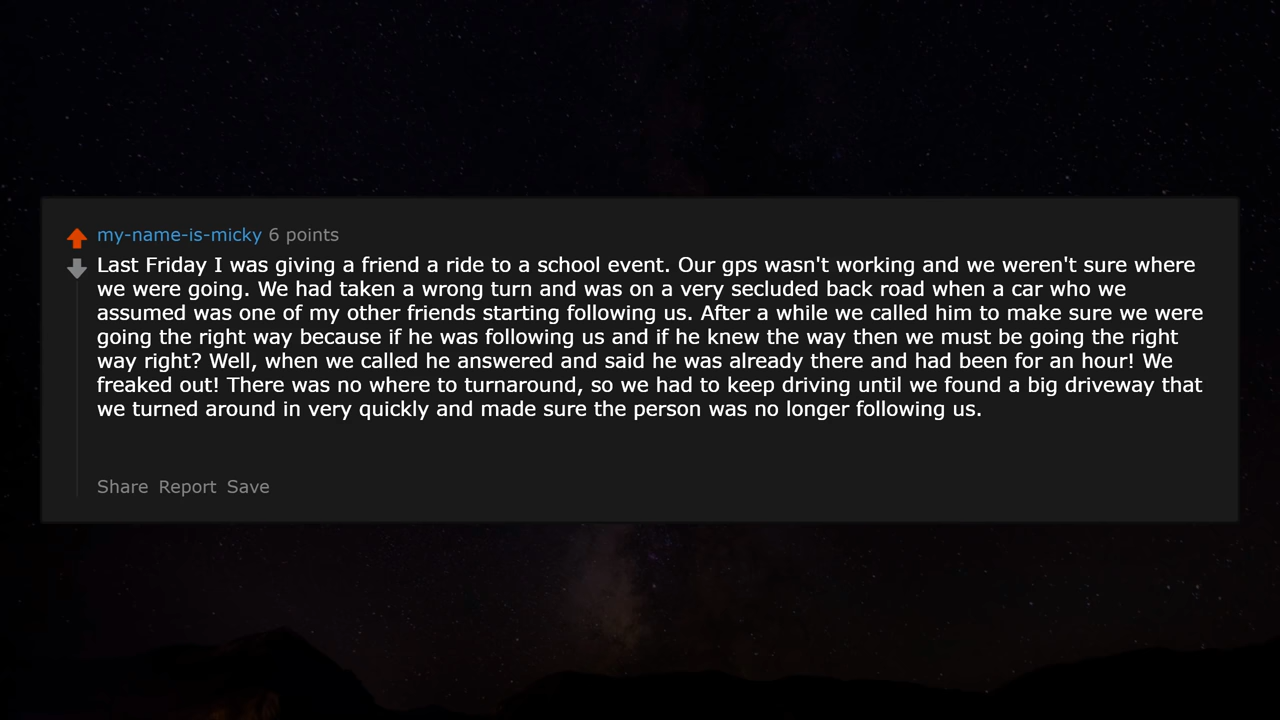 my-name-is-micky 6 points
Last Friday I was giving a friend a ride to a school event. Our gps wasn't working and we weren't sure where
we were going. We had taken a wrong turn and was on a very secluded back road when a car who we
assumed was one of my other friends starting following us. After a while we called him to make sure we were
going the right way because if he was following us and if he knew the way then we must be going the right
way right? Well, when we called he answered and said he was already there and had been for an hour! We
freaked out! There was no where to turnaround, so we had to keep driving until we found a big driveway that
we turned around in very quickly and made sure the person was no longer following us.
Share Report Save